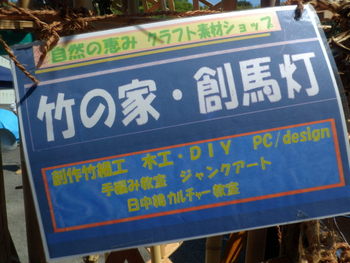 自然の恵み クラフト素材ショップ
竹の家・創馬灯
創作竹細工 木工・DIY PC/design
手編み教室 ジャンクアート
日中韓カルチャー教室